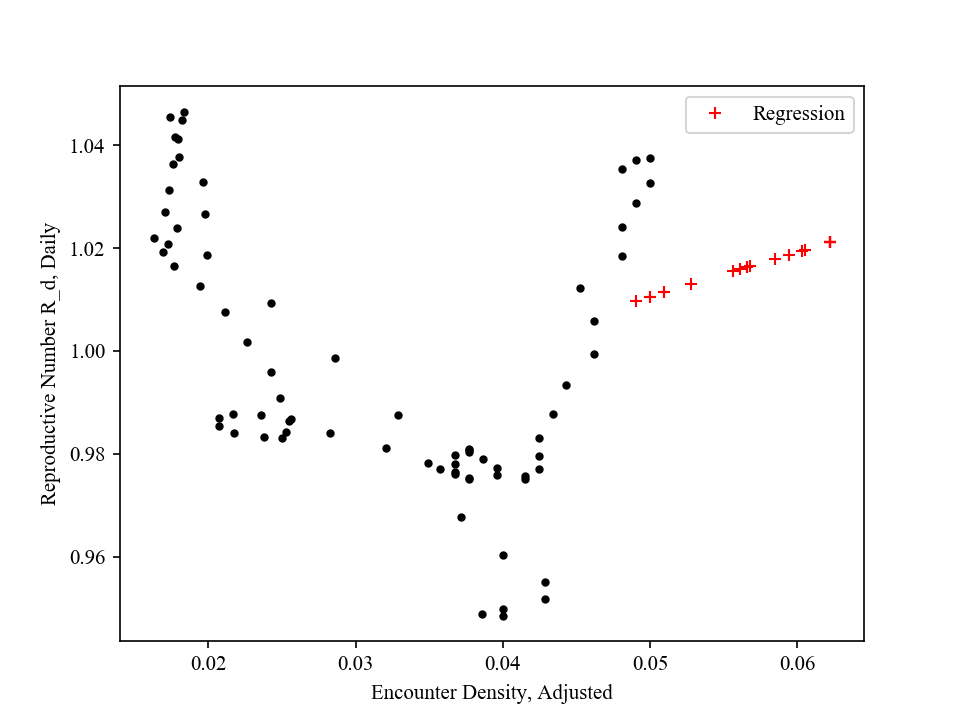 Regression
1.04
1.02
1.00
0.98
0.96
Reproductive Number R_d, Daily
0.02 0.03 0.04 0.05 0.06
Encounter Density, Adjusted